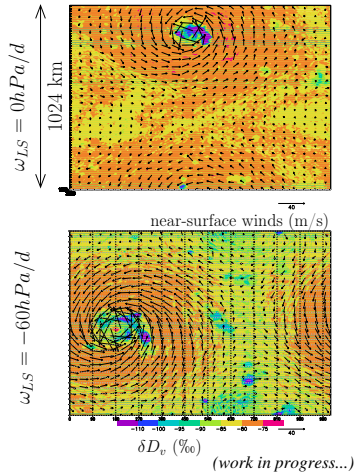 ω_LS = 0hPa/d
1024 km
40
near-surface winds (m/s)
ω_LS = −60hPa/d
-110 -100 -95 -90 -85 -80 -75
40
δD_v (‰)
(work in progress...)